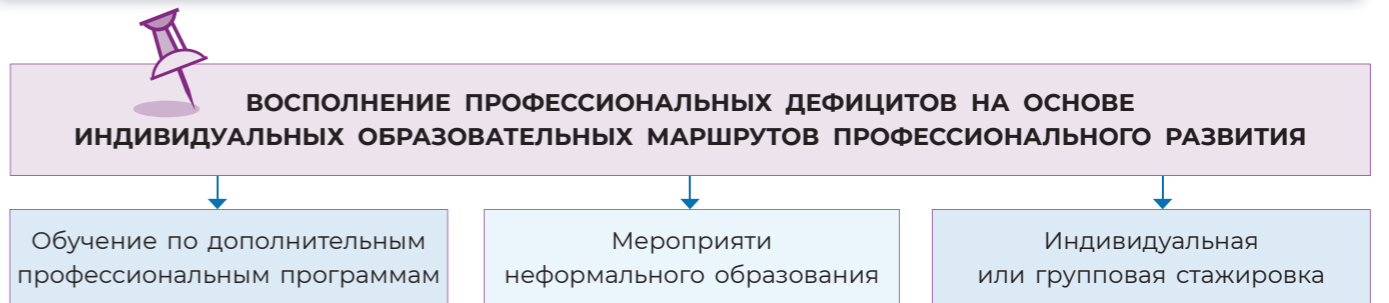 ВОСПОЛНЕНИЕ ПРОФЕССИОНАЛЬНЫХ ДЕФИЦИТОВ НА ОСНОВЕ
ИНДИВИДУАЛЬНЫХ ОБРАЗОВАТЕЛЬНЫХ МАРШРУТОВ ПРОФЕССИОНАЛЬНОГО РАЗВИТИЯ
Обучение по дополнительным
профессиональным программам
Мероприяти
неформального образования
Индивидуальная
или групповая стажировка